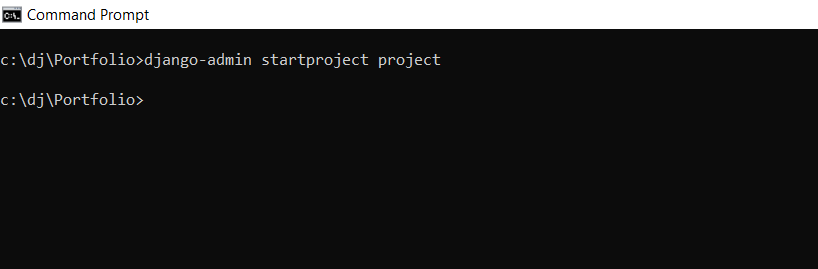 Command Prompt
c:\dj\Portfolio>django-admin startproject project
c:\dj\Portfolio>